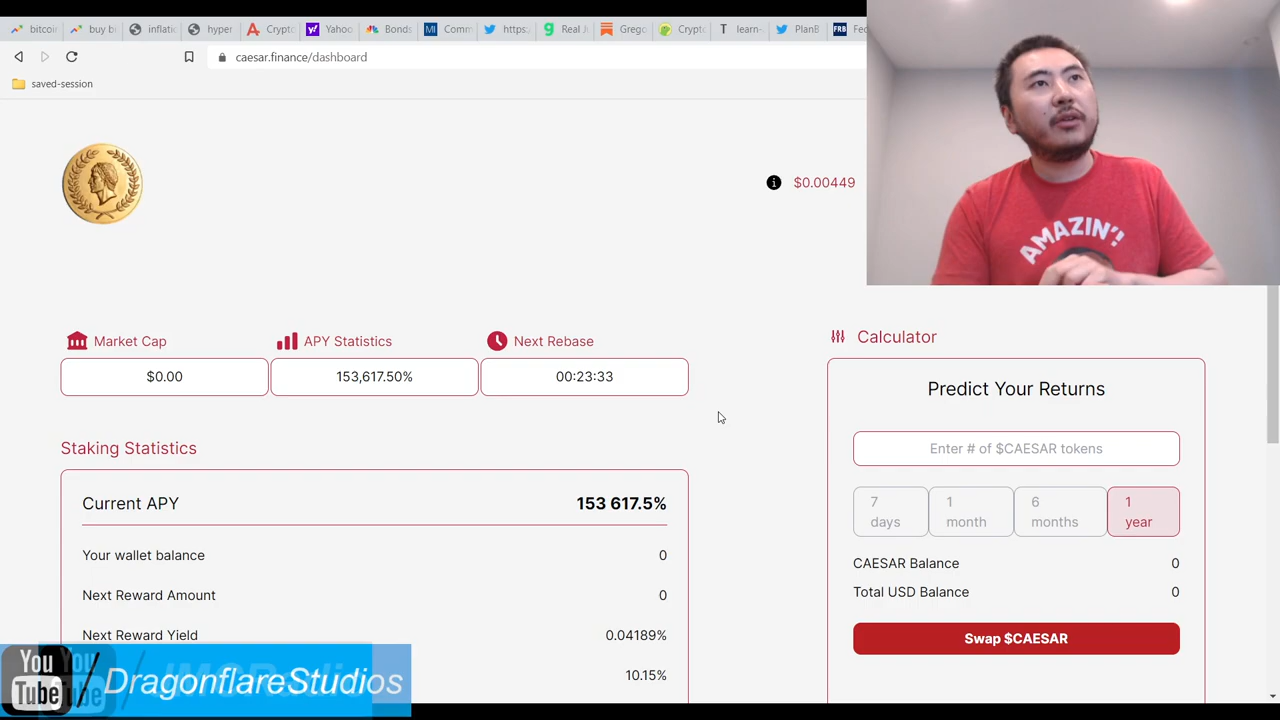 bitcoi
buy b
inflati
hyper
Crypto
Yahoo
Bonds
Comm
https:
Real J
Grego
Crypto
learn-
PlanB
Fed
caesar.finance/dashboard
saved-session
$0.00449
Market Cap
APY Statistics
Next Rebase
$0.00
153,617.50%
00:23:33
Calculator
Predict Your Returns
Enter # of $CAESAR tokens
7 days
1 month
6 months
1 year
CAESAR Balance 0
Total USD Balance 0
Swap $CAESAR
Staking Statistics
Current APY 153 617.5%
Your wallet balance 0
Next Reward Amount 0
Next Reward Yield 0.04189%
10.15%
You Tube / DragonflareStudios
AMAZIN'!